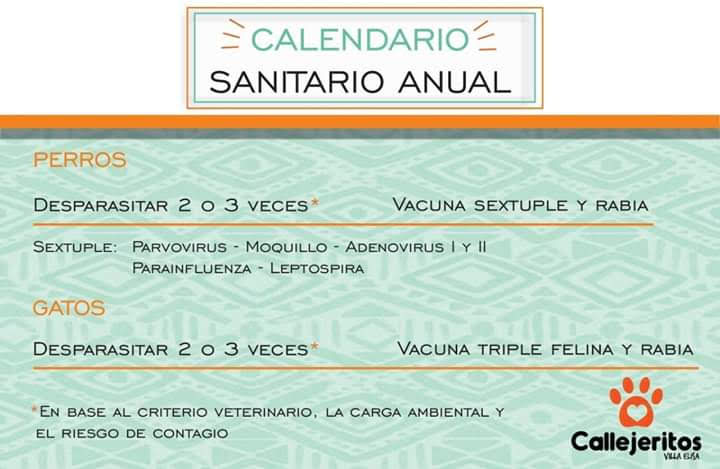 CALENDARIO
SANITARIO ANUAL
PERROS
DESPARASITAR 2 O 3 VECES*
VACUNA SEXTUPLE Y RABIA
SEXTUPLE: PARVOVIRUS - MOQUILLO - ADENOVIRUS I Y II
PARAINFLUENZA - LEPTOSPIRA
GATOS
DESPARASITAR 2 O 3 VECES*
VACUNA TRIPLE FELINA Y RABIA
*EN BASE AL CRITERIO VETERINARIO, LA CARGA AMBIENTAL Y
EL RIESGO DE CONTAGIO
Callejeritos
VILLA ELISA